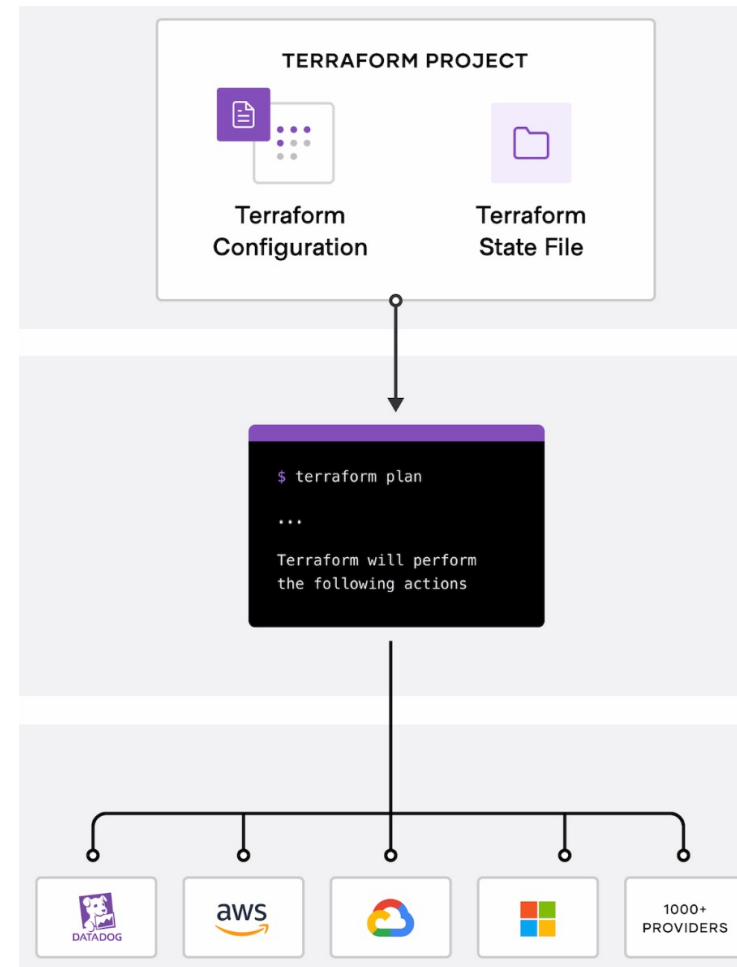 TERRAFORM PROJECT
Terraform
Configuration
Terraform
State File
$ terraform plan
...
Terraform will perform
the following actions
DATADOG
aws
1000+
PROVIDERS